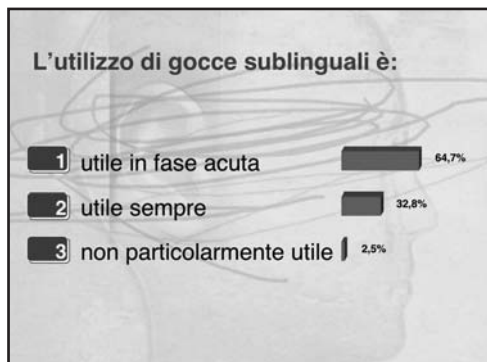 L'utilizzo di gocce sublinguali è:
1 utile in fase acuta 64,7%
2 utile sempre 32,8%
3 non particolarmente utile 2,5%